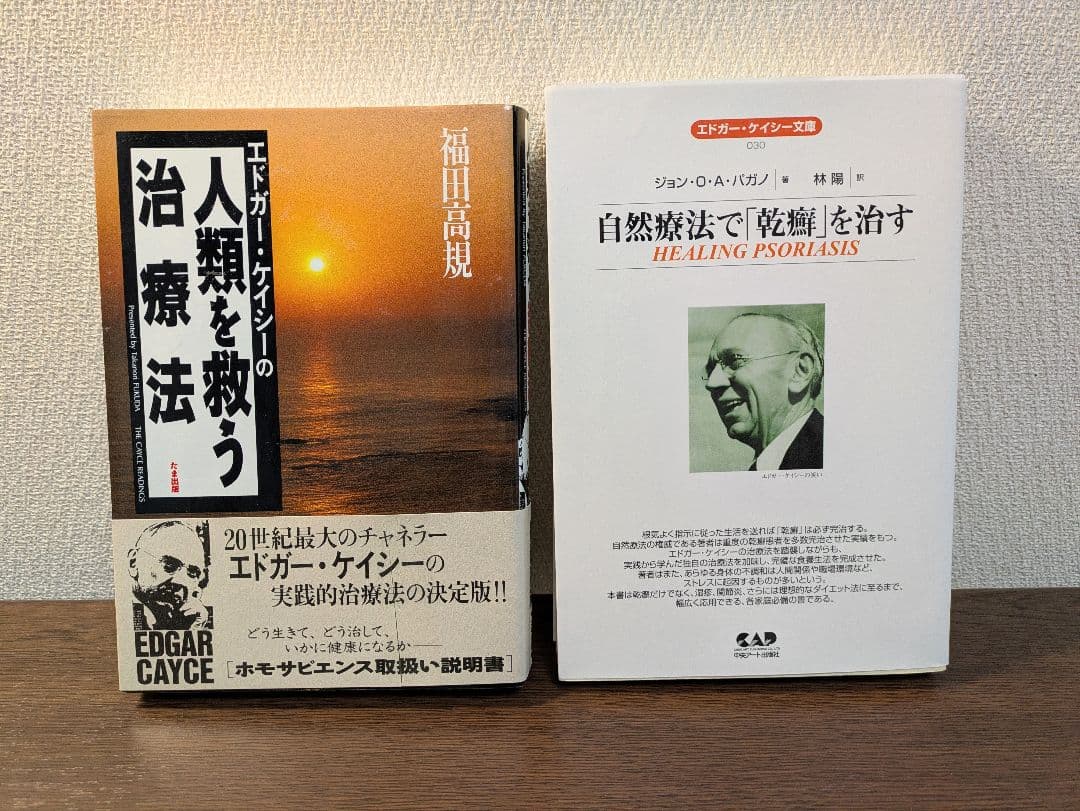 エドガー・ケイシーの
人類を救う
治療法
Presented by Takanori FUKUDA THE CAYCE READINGS
たま出版
福田高規
20世紀最大のチャネラー
エドガー・ケイシーの
実践的治療法の決定版!!
どう生きて、どう治して、
いかに健康になるか――
[ホモサピエンス取扱い説明書]
EDGAR
CAYCE
エドガー・ケイシー文庫
030
ジョン・O・A・パガノ 著 林 陽 訳
自然療法で「乾癬」を治す
HEALING PSORIASIS
エドガー・ケイシーの笑い
根気よく指示に従った生活を送れば「乾癬」は必ず完治する。
自然療法の権威である著者は重度の乾癬患者を多数完治させた実績をもつ。
エドガー・ケイシーの治療法を踏襲しながらも、
実践から学んだ独自の治療法を加味し、完璧な食養生法を完成させた。
著者はまた、あらゆる身体の不調和は人間関係や職場環境など、
ストレスに起因するものが多いという。
本書は乾癬だけでなく、湿疹、関節炎、さらには理想的なダイエット法に至るまで、
幅広く応用できる、各家庭必備の書である。
CAP
中央アート出版社